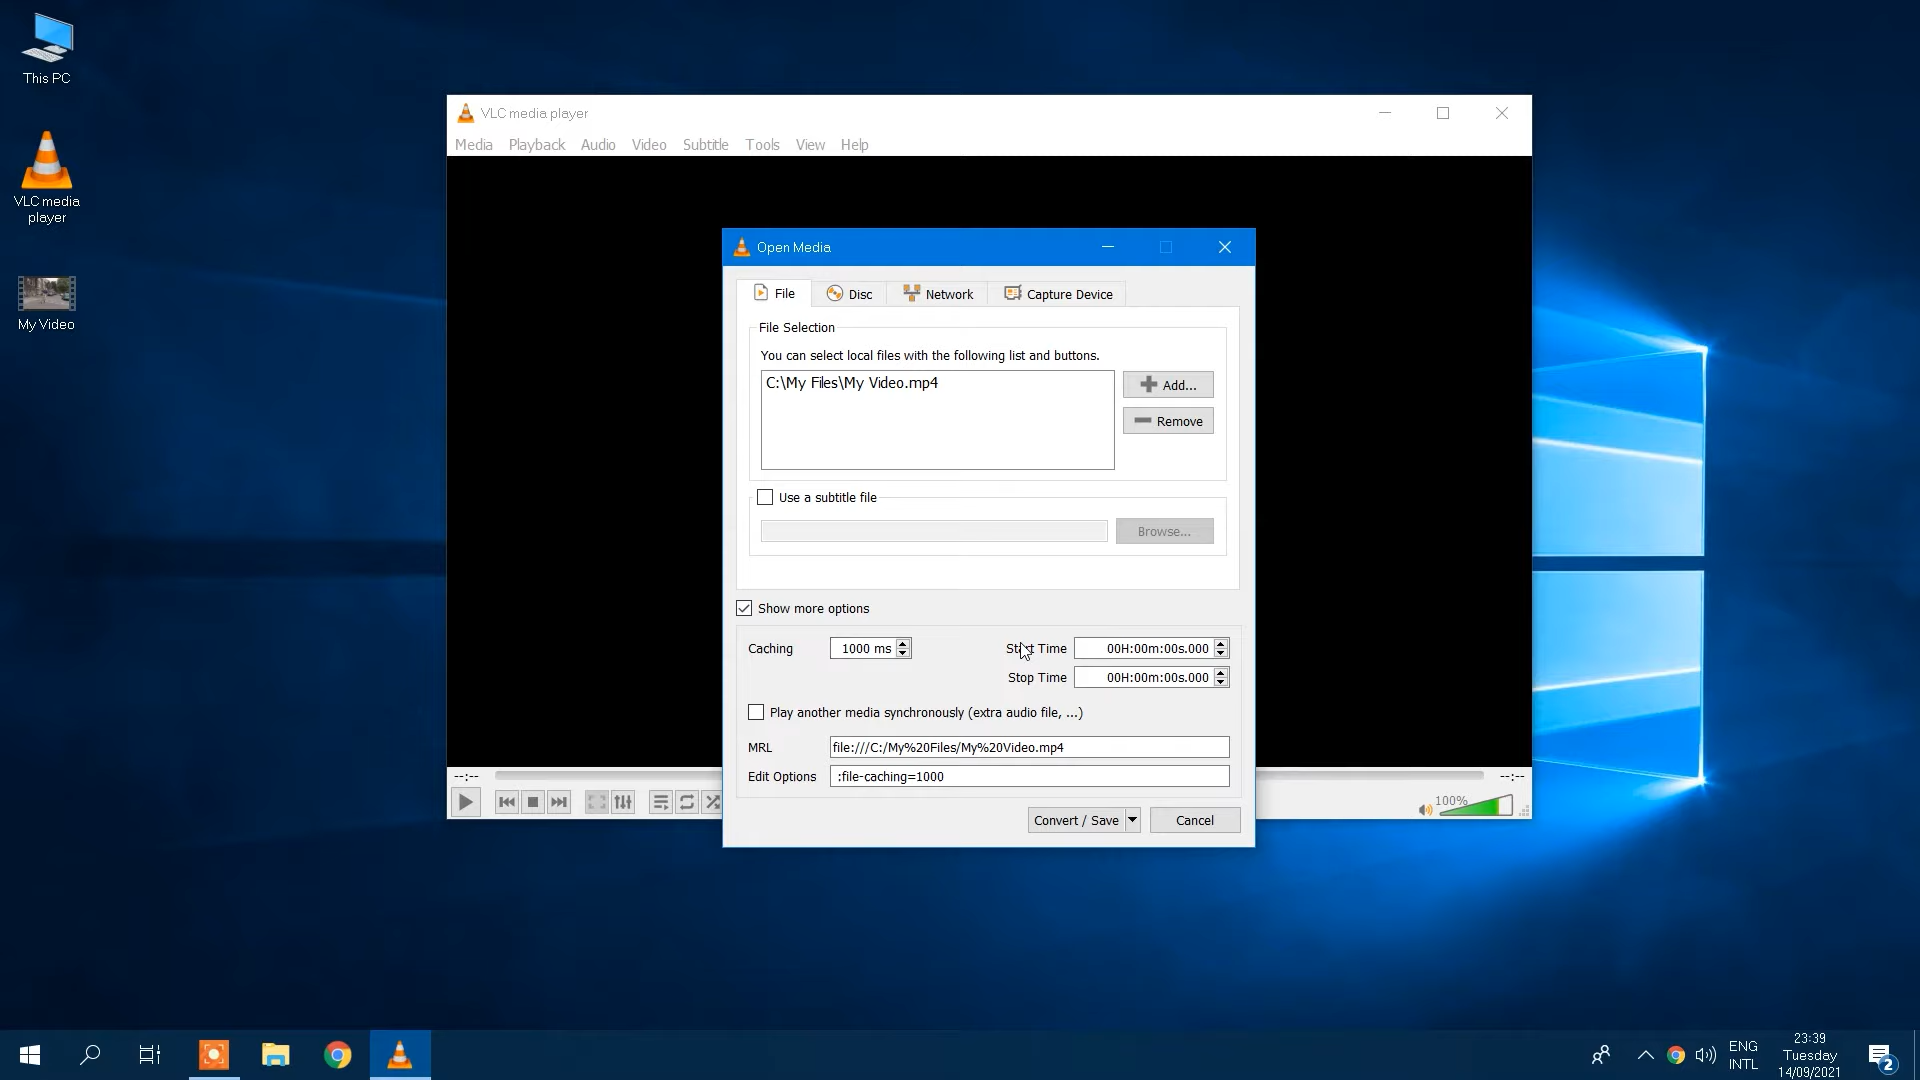 This PC
VLC media
player
My Video
VLC media player
Media Playback Audio Video Subtitle Tools View Help
Open Media
File Disc Network Capture Device
File Selection
You can select local files with the following list and buttons.
C:\My Files\My Video.mp4
Add...
Remove
Use a subtitle file
Browse...
Show more options
Caching 1000 ms Start Time 00H:00m:00s.000
Stop Time 00H:00m:00s.000
Play another media synchronously (extra audio file, ...)
MRL file:///C:/My%20Files/My%20Video.mp4
Edit Options :file-caching=1000
Convert / Save Cancel
--:-- --:--
100%
ENG
INTL
23:39
Tuesday
14/09/2021
2